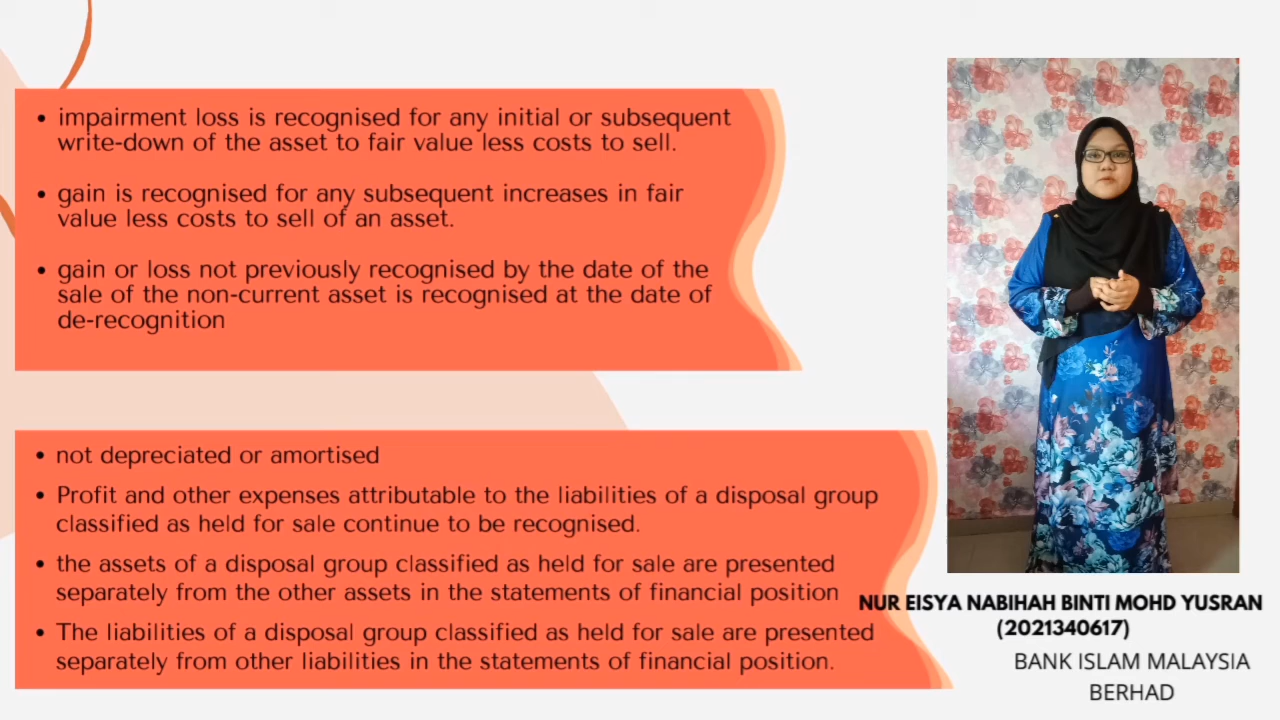 • impairment loss is recognised for any initial or subsequent
write-down of the asset to fair value less costs to sell.
• gain is recognised for any subsequent increases in fair
value less costs to sell of an asset.
• gain or loss not previously recognised by the date of the
sale of the non-current asset is recognised at the date of
de-recognition
• not depreciated or amortised
• Profit and other expenses attributable to the liabilities of a disposal group
classified as held for sale continue to be recognised.
• the assets of a disposal group classified as held for sale are presented
separately from the other assets in the statements of financial position
• The liabilities of a disposal group classified as held for sale are presented
separately from other liabilities in the statements of financial position.
NUR EISYA NABIHAH BINTI MOHD YUSRAN
(2021340617)
BANK ISLAM MALAYSIA
BERHAD